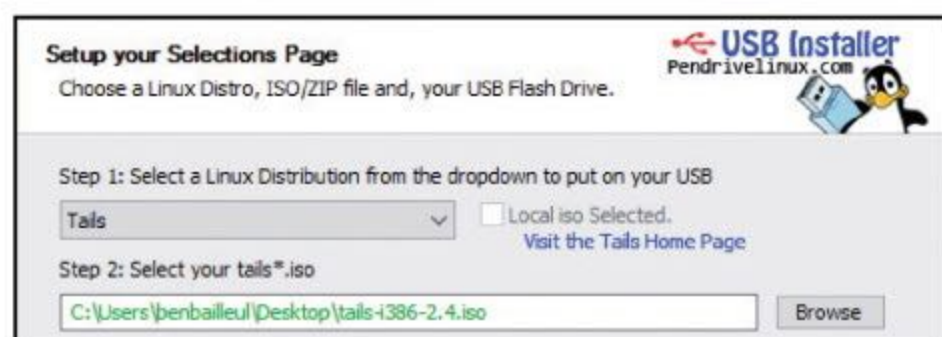 Setup your Selections Page
USB Installer
Pendrivelinux.com
Choose a Linux Distro, ISO/ZIP file and, your USB Flash Drive.
Step 1: Select a Linux Distribution from the dropdown to put on your USB
Tails
Local iso Selected.
Visit the Tails Home Page
Step 2: Select your tails*.iso
C:\Users\benbailleul\Desktop\tails-i386-2.4.iso
Browse